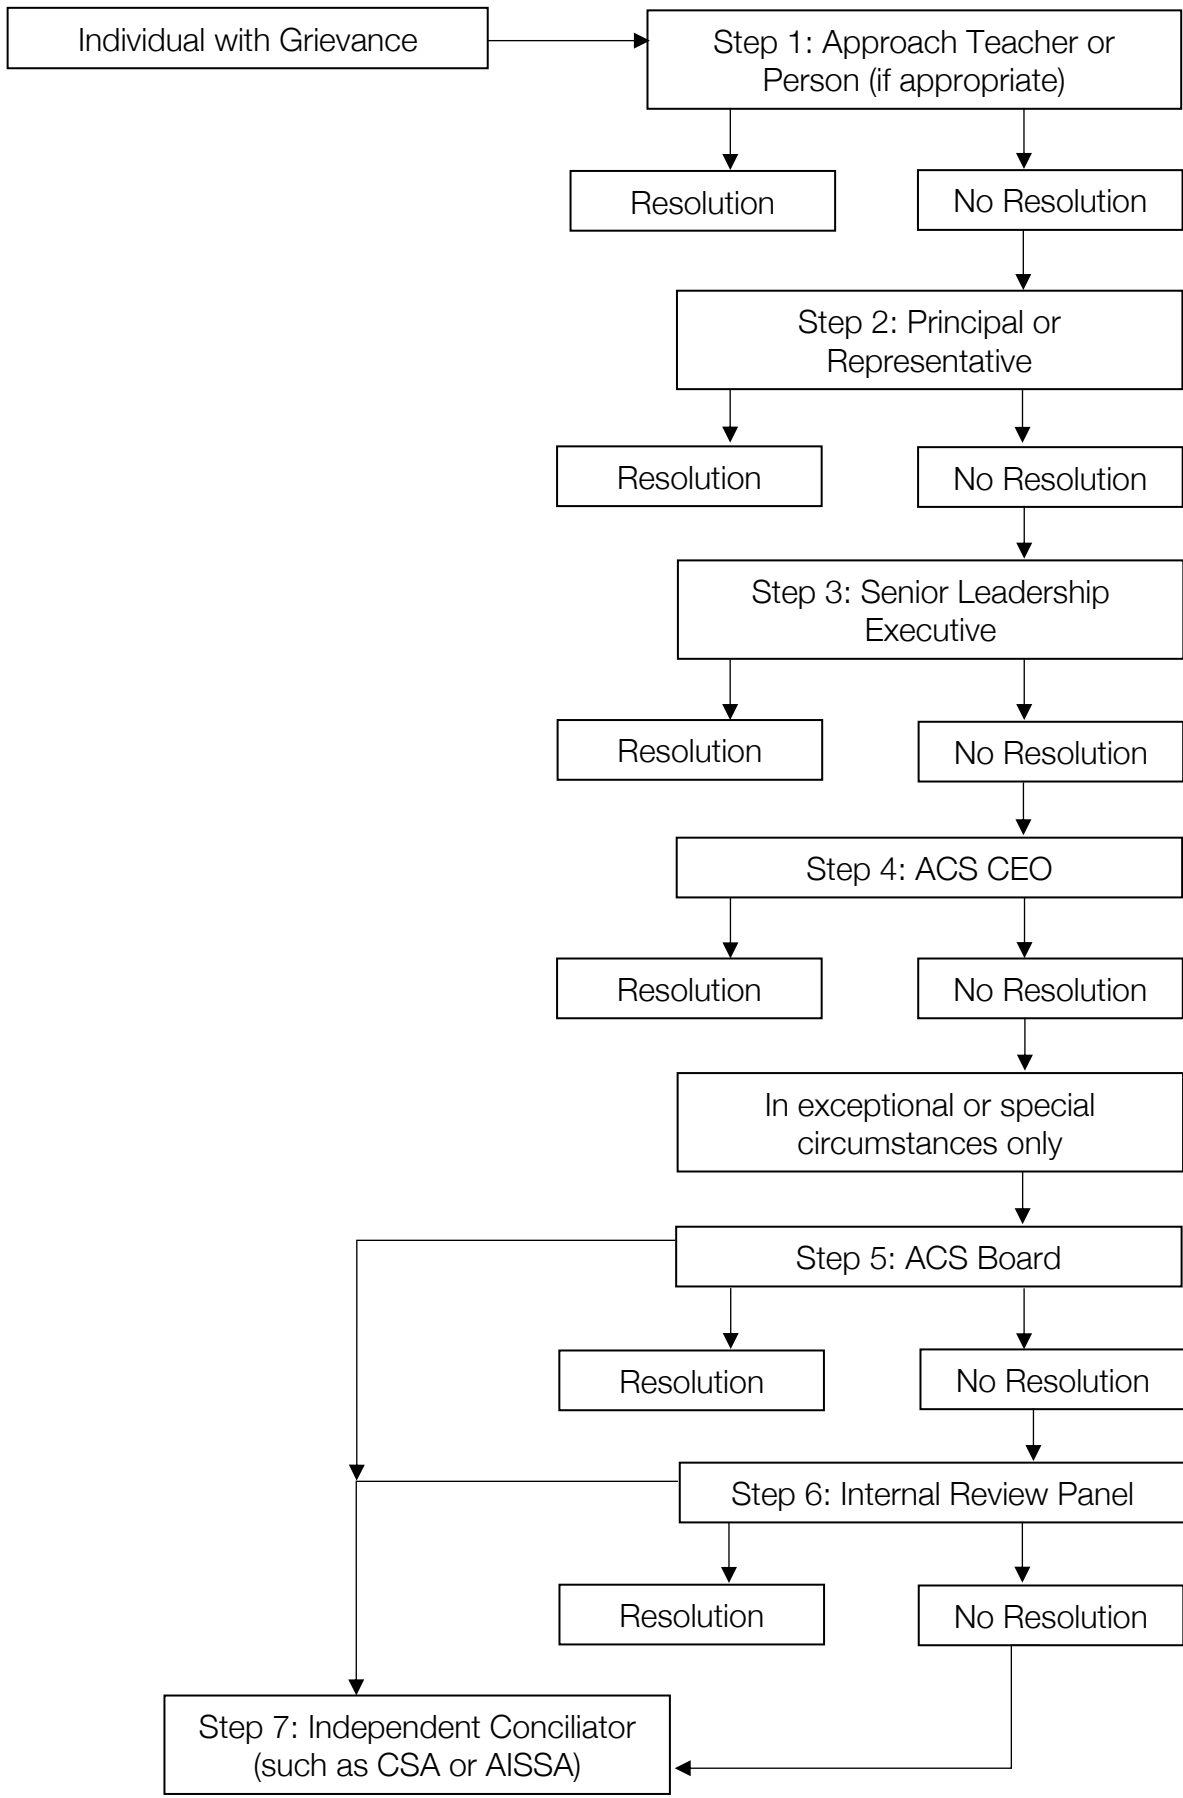 Individual with Grievance
Step 1: Approach Teacher or
Person (if appropriate)
Resolution
No Resolution
Step 2: Principal or
Representative
Resolution
No Resolution
Step 3: Senior Leadership
Executive
Resolution
No Resolution
Step 4: ACS CEO
Resolution
No Resolution
In exceptional or special
circumstances only
Step 5: ACS Board
Resolution
No Resolution
Step 6: Internal Review Panel
Resolution
No Resolution
Step 7: Independent Conciliator
(such as CSA or AISSA)